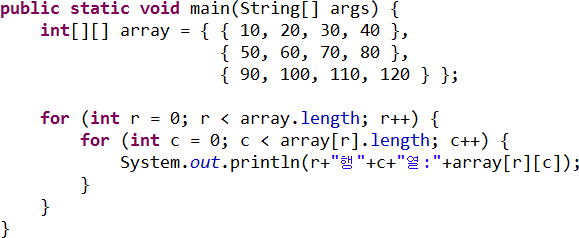 public static void main(String[] args) {
    int[][] array = { { 10, 20, 30, 40 },
                      { 50, 60, 70, 80 },
                      { 90, 100, 110, 120 } };

    for (int r = 0; r < array.length; r++) {
        for (int c = 0; c < array[r].length; c++) {
            System.out.println(r+"행"+c+"열:"+array[r][c]);
        }
    }
}